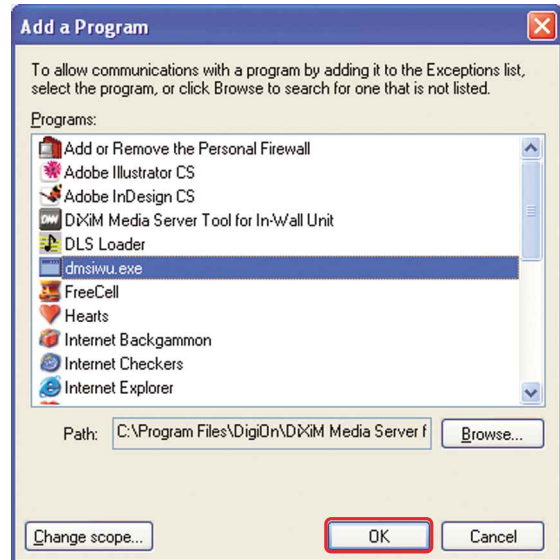 Add a Program
To allow communications with a program by adding it to the Exceptions list,
select the program, or click Browse to search for one that is not listed.
Programs:
Add or Remove the Personal Firewall
Adobe Illustrator CS
Adobe InDesign CS
DiXiM Media Server Tool for In-Wall Unit
DLS Loader
dmsiwu.exe
FreeCell
Hearts
Internet Backgammon
Internet Checkers
Internet Explorer
Path: C:\Program Files\DigiOn\DiXiM Media Server f Browse...
Change scope... OK Cancel